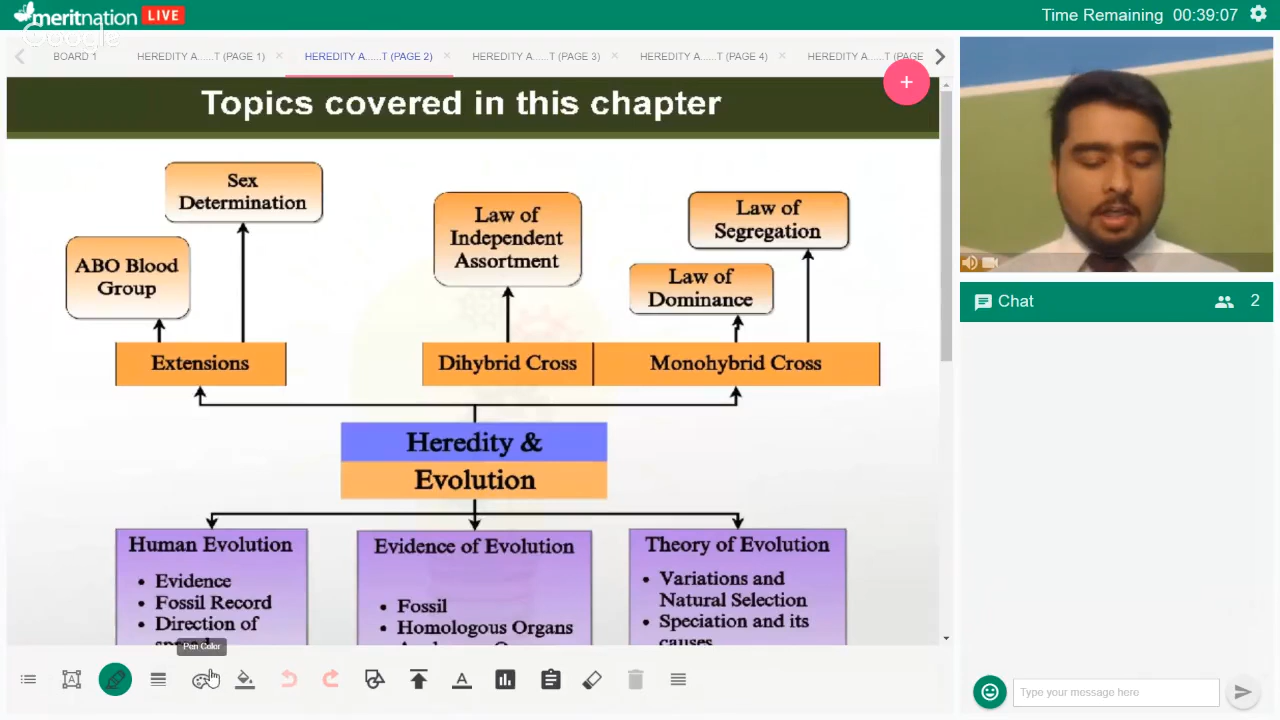 meritnation LIVE
Google
Time Remaining 00:39:07
BOARD 1
HEREDITY A......T (PAGE 1) ×
HEREDITY A......T (PAGE 2) ×
HEREDITY A......T (PAGE 3) ×
HEREDITY A......T (PAGE 4) ×
HEREDITY A......T (PAGE
+
Topics covered in this chapter
Sex
Determination
ABO Blood
Group
Law of
Independent
Assortment
Law of
Segregation
Law of
Dominance
Extensions
Dihybrid Cross
Monohybrid Cross
Heredity &
Evolution
Human Evolution
• Evidence
• Fossil Record
• Direction of
Evidence of Evolution
• Fossil
• Homologous Organs
Theory of Evolution
• Variations and
Natural Selection
• Speciation and its
causes
Pen Color
Chat
2
Type your message here